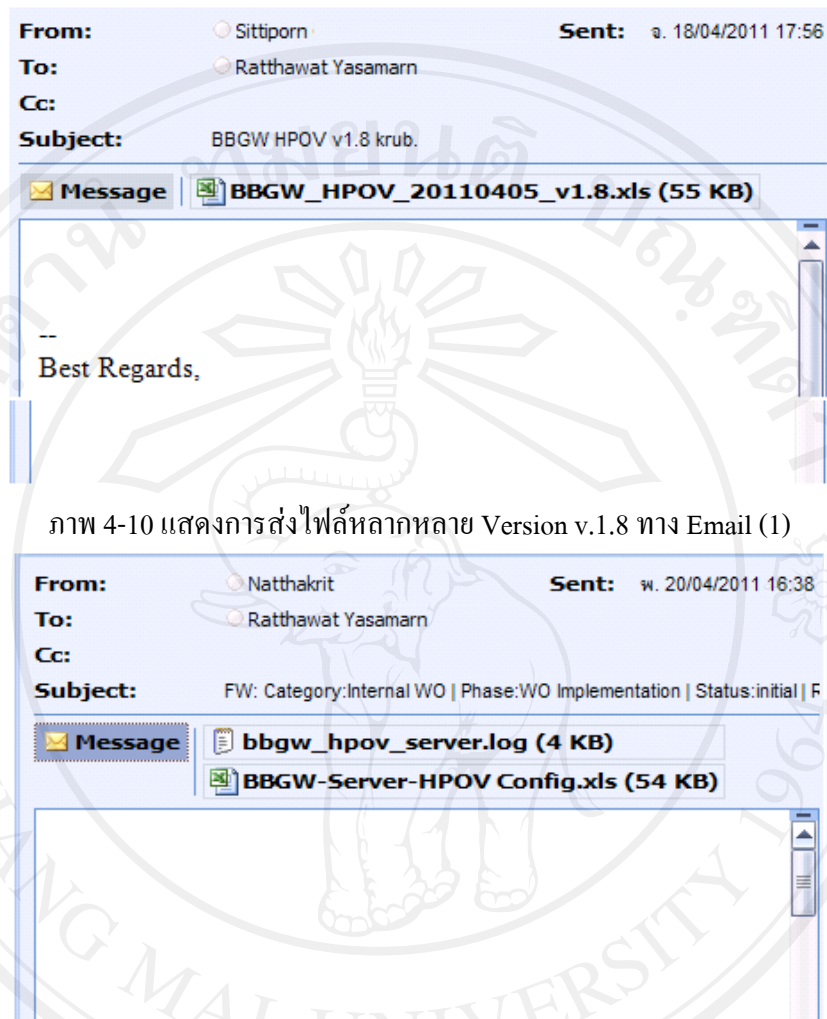 From: Sittiporn Sent: จ. 18/04/2011 17:56
To: Ratthawat Yasamarn
Cc:
Subject: BBGW HPOV v1.8 krub.
Message BBGW_HPOV_20110405_v1.8.xls (55 KB)
--
Best Regards,
ภาพ 4-10 แสดงการส่งไฟล์หลากหลาย Version v.1.8 ทาง Email (1)
From: Natthakrit Sent: พ. 20/04/2011 16:38
To: Ratthawat Yasamarn
Cc:
Subject: FW: Category:Internal WO | Phase:WO Implementation | Status:initial |
Message bbgw_hpov_server.log (4 KB)
BBGW-Server-HPOV Config.xls (54 KB)
1964
MAI UNIVERSITY